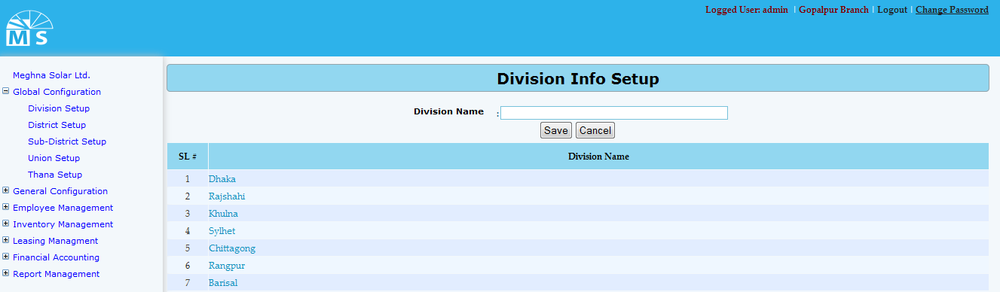 Logged User: admin | Gopalpur Branch | Logout | Change Password
MS
Meghna Solar Ltd.
Global Configuration
Division Setup
District Setup
Sub-District Setup
Union Setup
Thana Setup
General Configuration
Employee Management
Inventory Management
Leasing Managment
Financial Accounting
Report Management
Division Info Setup
Division Name :
Save Cancel
SL # Division Name
1 Dhaka
2 Rajshahi
3 Khulna
4 Sylhet
5 Chittagong
6 Rangpur
7 Barisal